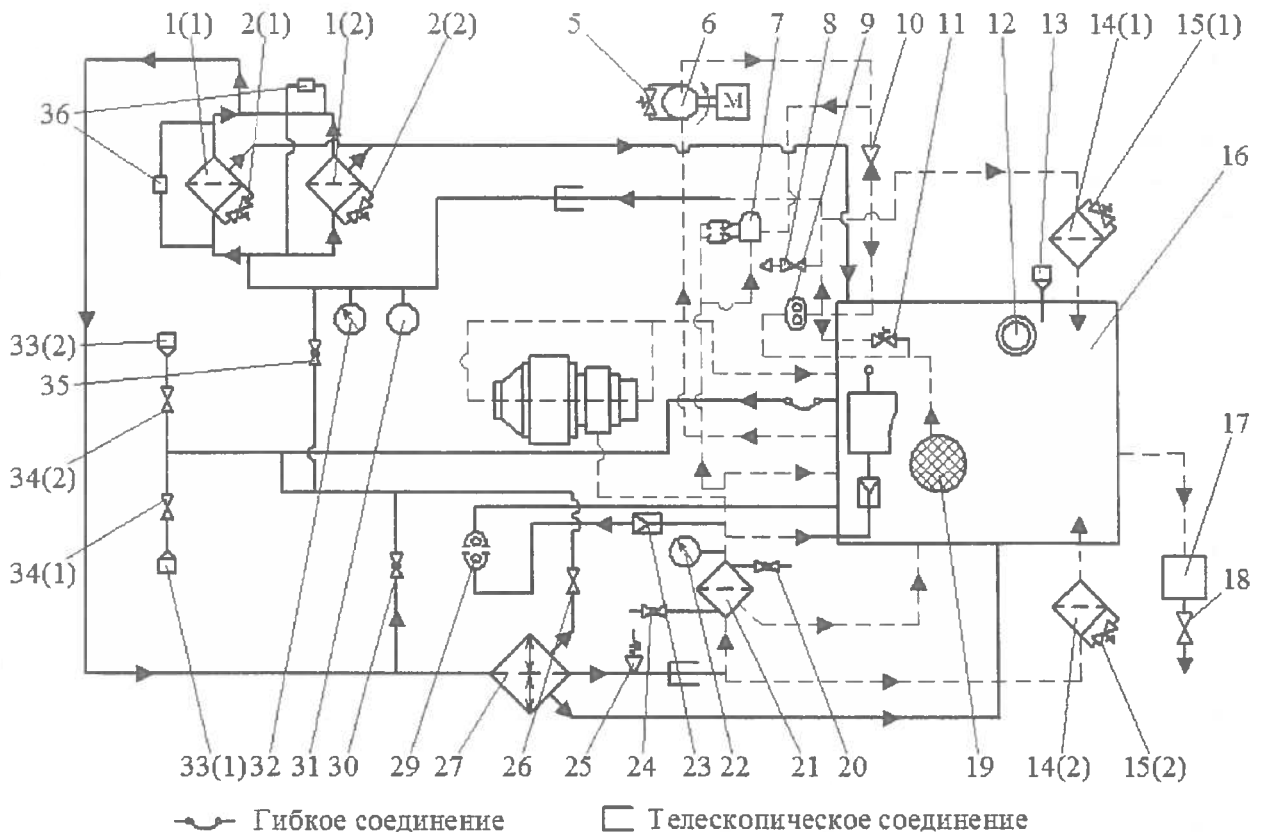 1(1) 2(1) 1(2) 2(2) 5 6 7 8 9 10 11 12 13 14(1) 15(1)
36
M
16
33(2)
35
34(2)
17
34(1)
18
33(1) 32 31 30 29 27 26 25 24 23 22 21 20 19 14(2) 15(2)
Гибкое соединение
Телескопическое соединение